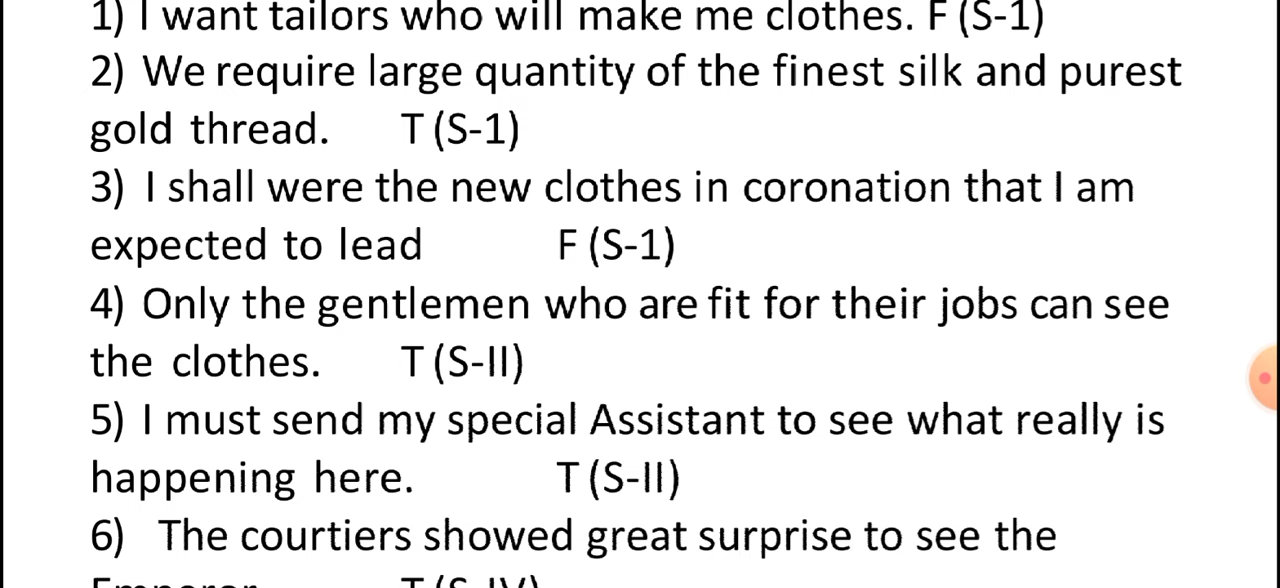 1) I want tailors who will make me clothes. F (S-1)
2) We require large quantity of the finest silk and purest
gold thread. T (S-1)
3) I shall were the new clothes in coronation that I am
expected to lead F (S-1)
4) Only the gentlemen who are fit for their jobs can see
the clothes. T (S-II)
5) I must send my special Assistant to see what really is
happening here. T (S-II)
6) The courtiers showed great surprise to see the
Emperor T (S-IV)